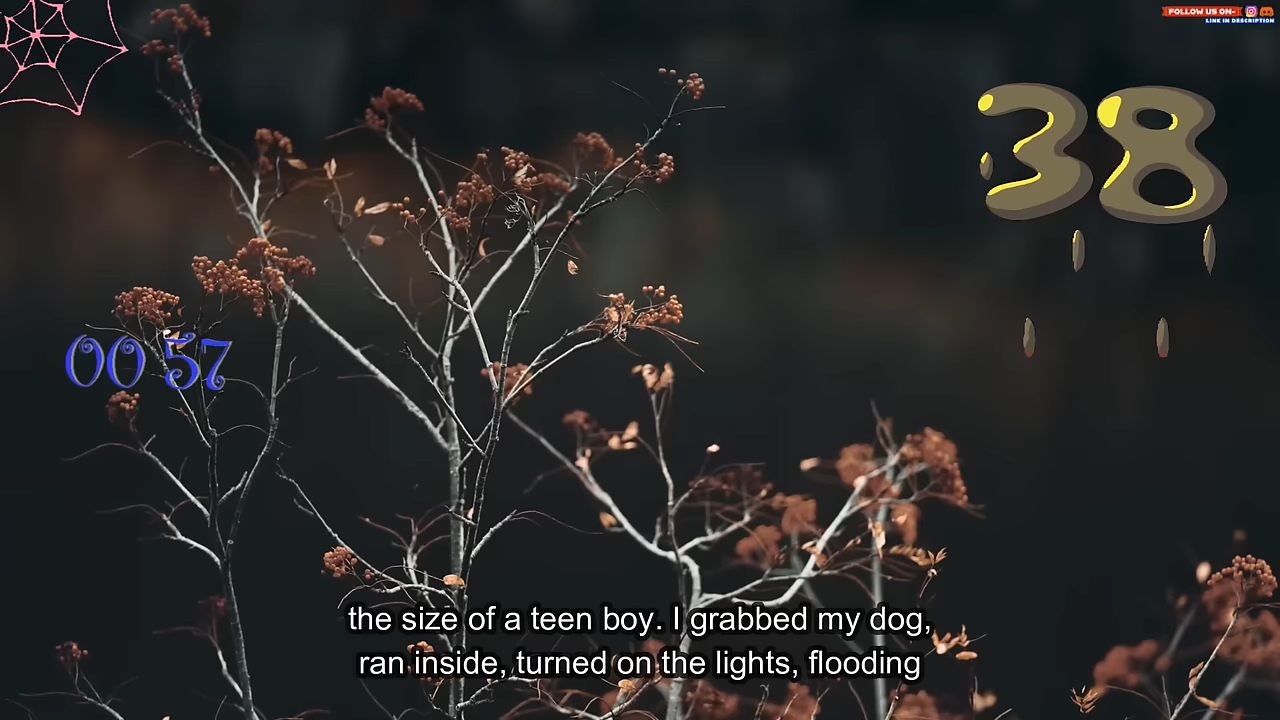 FOLLOW US ON-
LINK IN DESCRIPTION
38
00 57
the size of a teen boy. I grabbed my dog,
ran inside, turned on the lights, flooding